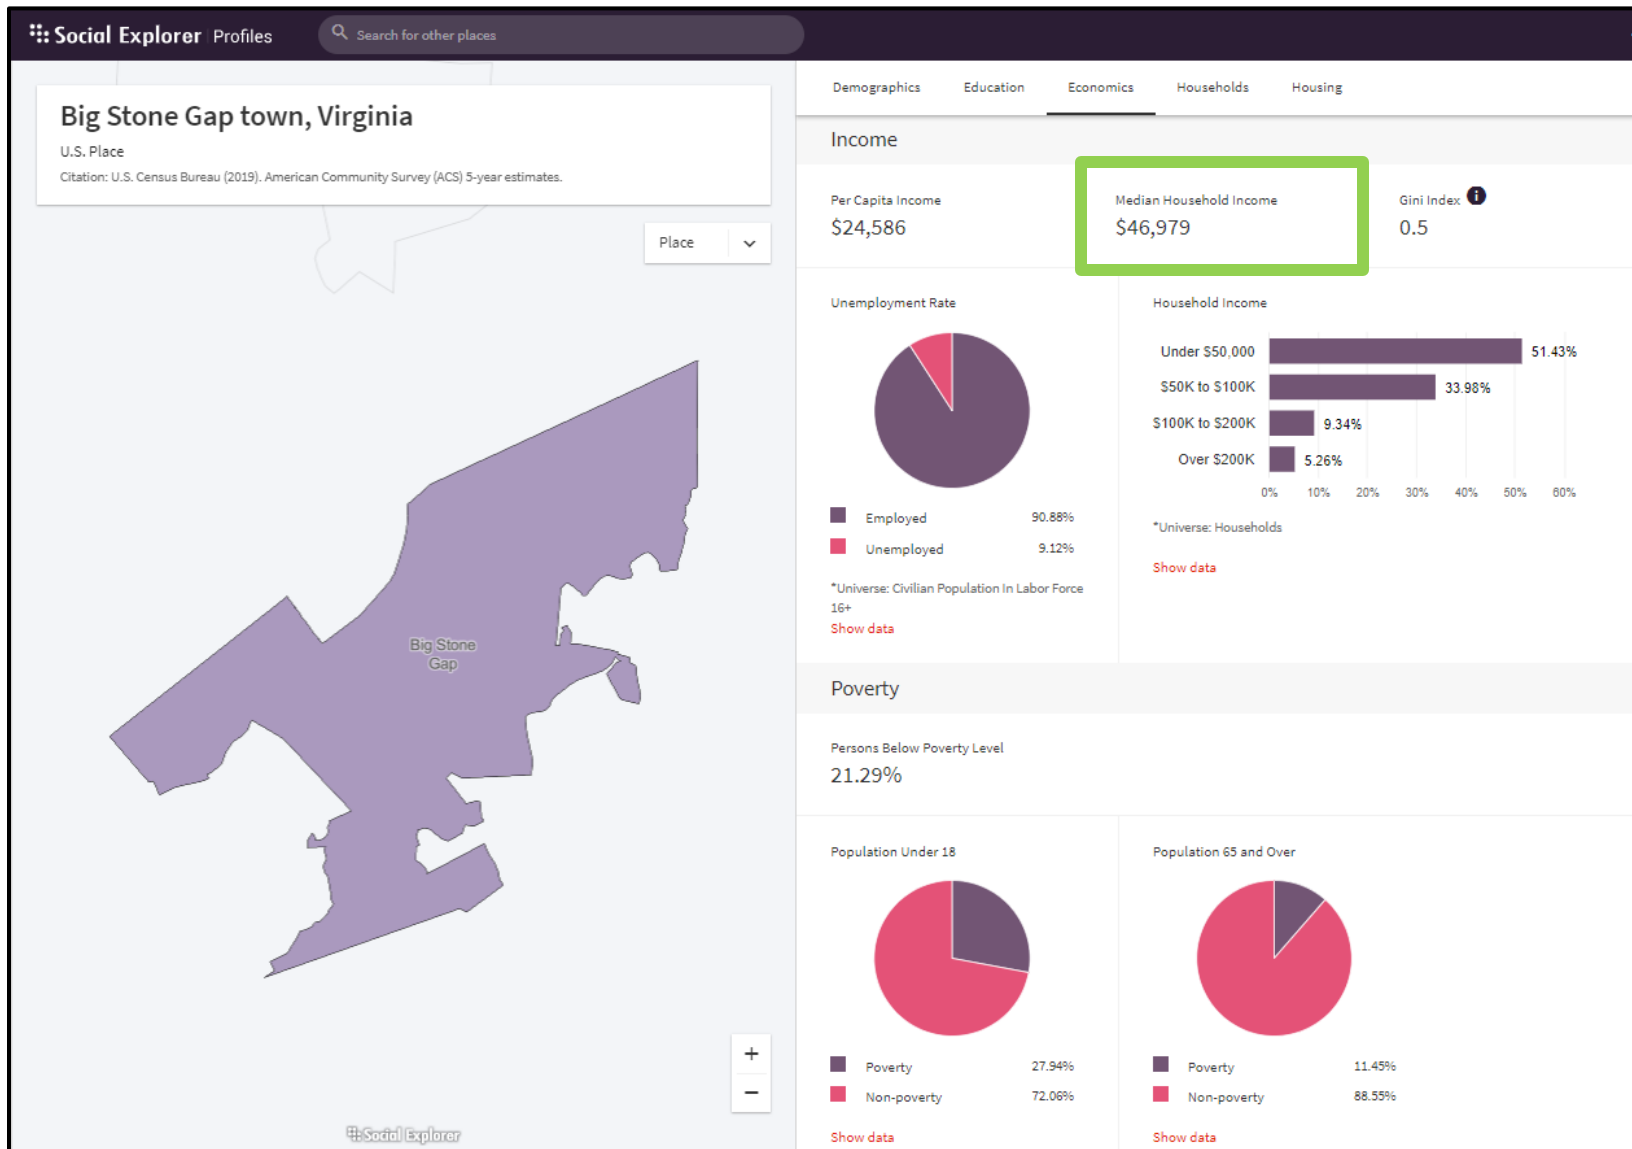 Social Explorer Profiles
Search for other places
Big Stone Gap town, Virginia
U.S. Place
Citation: U.S. Census Bureau (2019). American Community Survey (ACS) 5-year estimates.
Place
Big Stone
Gap
+
−
Social Explorer
Demographics Education Economics Households Housing
Income
Per Capita Income
$24,586
Median Household Income
$46,979
Gini Index i
0.5
Unemployment Rate
Employed 90.88%
Unemployed 9.12%
*Universe: Civilian Population In Labor Force
16+
Show data
Household Income
Under $50,000 51.43%
$50K to $100K 33.98%
$100K to $200K 9.34%
Over $200K 5.26%
0% 10% 20% 30% 40% 50% 60%
*Universe: Households
Show data
Poverty
Persons Below Poverty Level
21.29%
Population Under 18
Poverty 27.94%
Non-poverty 72.06%
Show data
Population 65 and Over
Poverty 11.45%
Non-poverty 88.55%
Show data